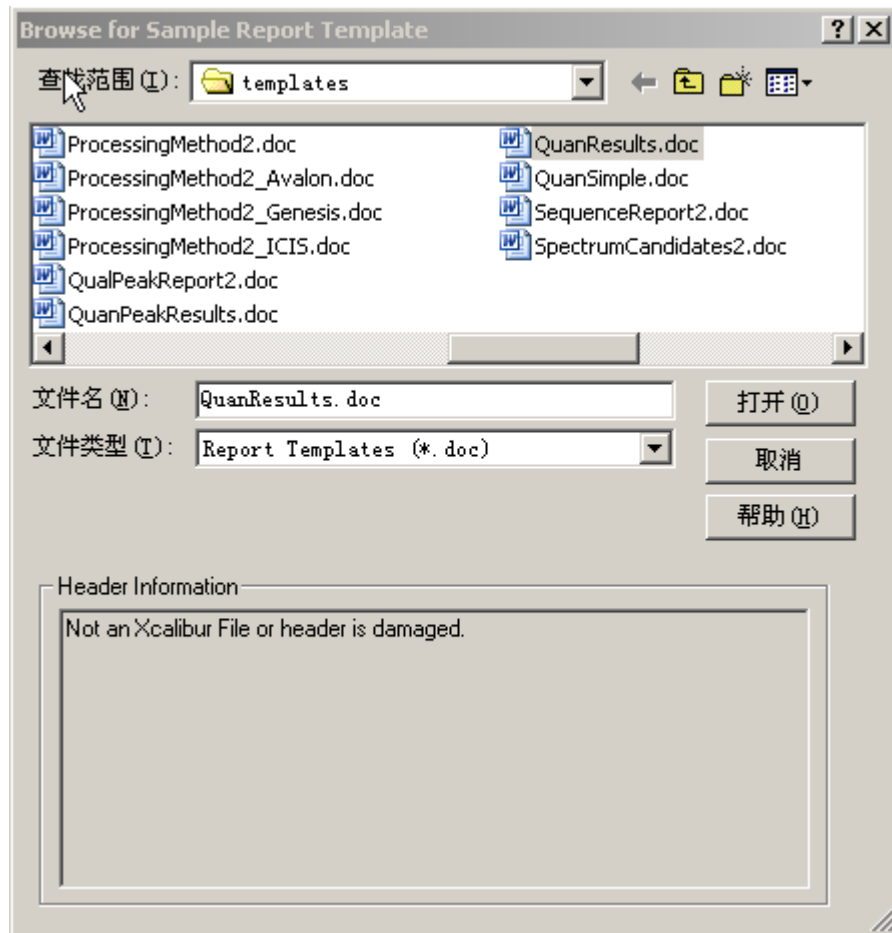 Browse for Sample Report Template
查找范围(I): templates
ProcessingMethod2.doc
ProcessingMethod2_Avalon.doc
ProcessingMethod2_Genesis.doc
ProcessingMethod2_ICIS.doc
QualPeakReport2.doc
QuanPeakResults.doc
QuanResults.doc
QuanSimple.doc
SequenceReport2.doc
SpectrumCandidates2.doc
文件名(N): QuanResults.doc
打开(O)
文件类型(T): Report Templates (*.doc)
取消
帮助(H)
Header Information
Not an Xcalibur File or header is damaged.